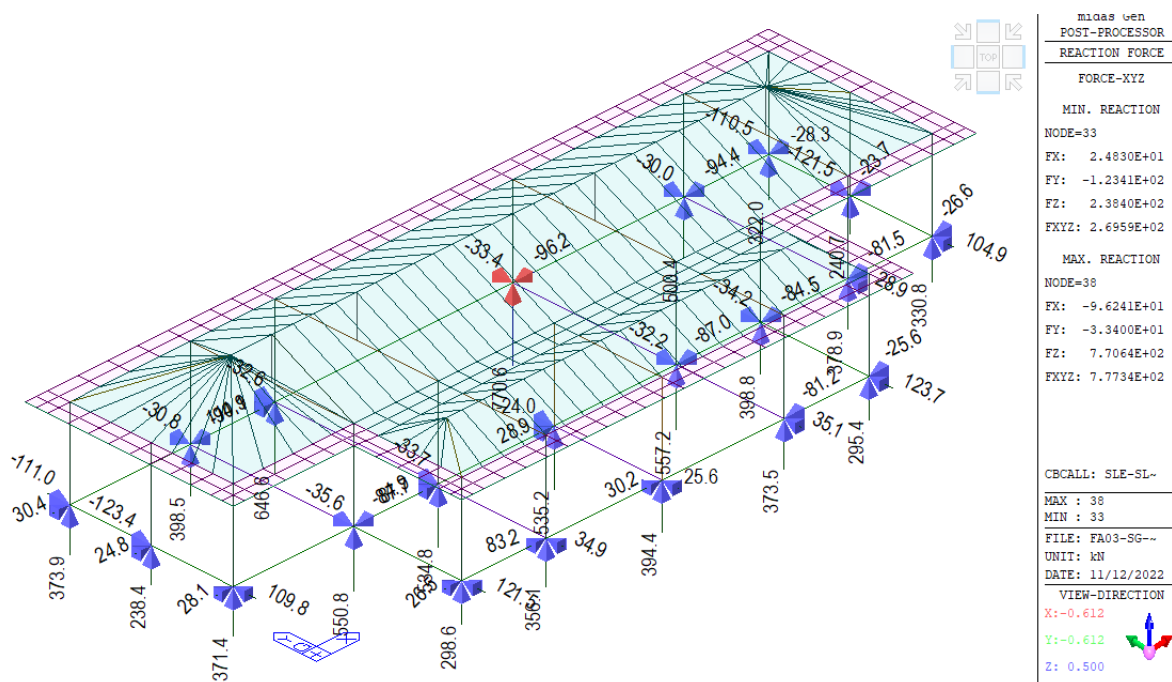 midas Gen
POST-PROCESSOR
REACTION FORCE
FORCE-XYZ
MIN. REACTION
NODE=33
FX: 2.4830E+01
FY: -1.2341E+02
FZ: 2.3840E+02
FXYZ: 2.6959E+02
MAX. REACTION
NODE=38
FX: -9.6241E+01
FY: -3.3400E+01
FZ: 7.7064E+02
FXYZ: 7.7734E+02
CBCALL: SLE-SL~
MAX : 38
MIN : 33
FILE: FA03-SG-~
UNIT: kN
DATE: 11/12/2022
VIEW-DIRECTION
X:-0.612
Y:-0.612
Z: 0.500
TOP
-110.5
-28.3
-30.0
-94.4
-121.5
-23.7
322.0
240.7
-26.6
104.9
330.8
-33.4
-96.2
770.6
-81.5
-28.9
378.9
-34.2
-84.5
398.8
-32.2
-87.0
557.2
-25.6
123.7
295.4
-81.2
35.1
373.5
-32.6
646.8
-30.8
398.5
-24.0
28.9
535.2
30.2
25.6
394.4
-33.7
-111.0
30.4
373.9
-123.4
24.8
238.4
-35.6
550.8
83.2
34.9
28.1
109.8
371.4
298.6